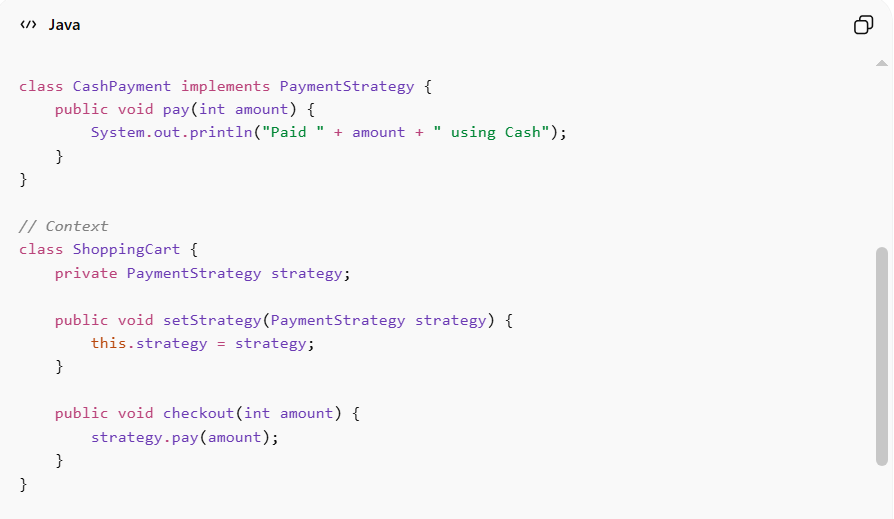 Java
class CashPayment implements PaymentStrategy {
    public void pay(int amount) {
        System.out.println("Paid " + amount + " using Cash");
    }
}
// Context
class ShoppingCart {
    private PaymentStrategy strategy;
    public void setStrategy(PaymentStrategy strategy) {
        this.strategy = strategy;
    }
    public void checkout(int amount) {
        strategy.pay(amount);
    }
}